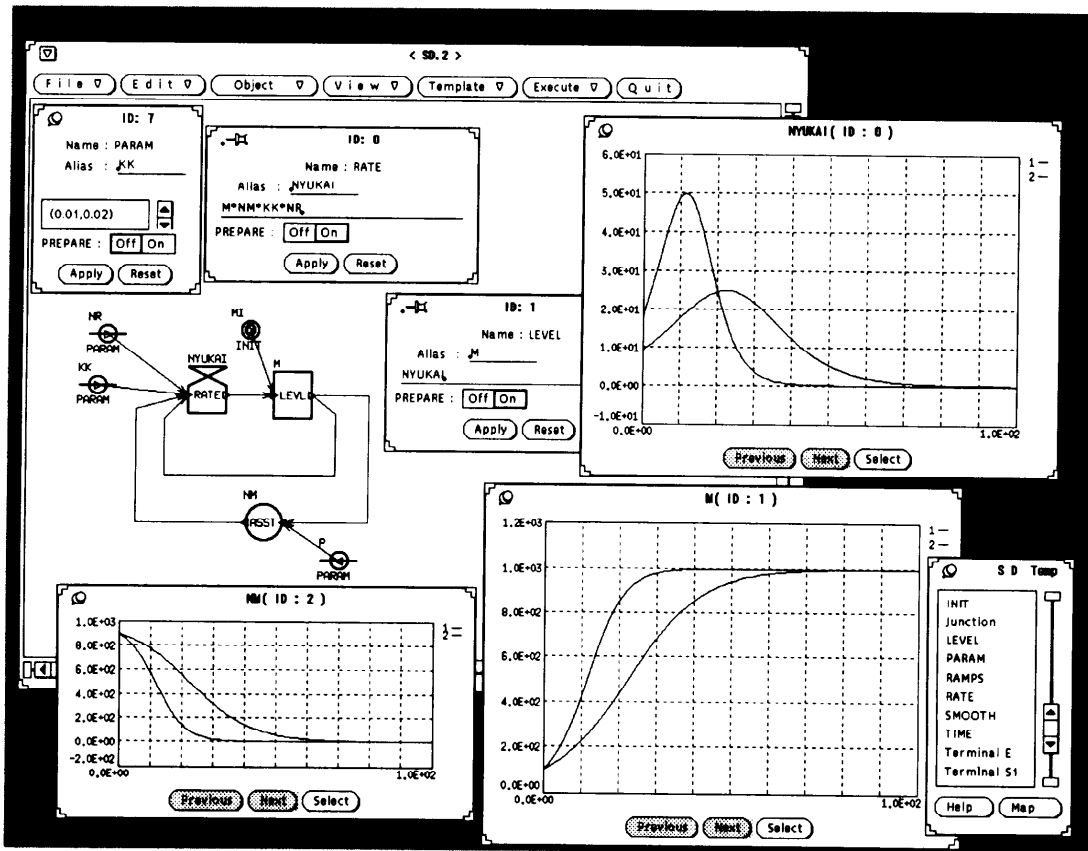 < SD.2 >
File Edit Object View Template Execute Quit
ID: 7
Name : PARAM
Alias : KK
(0.01,0.02)
PREPARE : Off On
Apply Reset
ID: 0
Name : RATE
Alias : NYUKAI
M*NM*KK*NR
PREPARE : Off On
Apply Reset
ID: 1
Name : LEVEL
Alias : M
NYUKAI
PREPARE : Off On
Apply Reset
NR
PARAM
KK
PARAM
NYUKAI
RATE
MI
INIT
M
LEVL
NM
ASSI
P
PARAM
NYUKAI( ID : 0 )
6.0E+01
5.0E+01
4.0E+01
3.0E+01
2.0E+01
1.0E+01
0.0E+00
-1.0E+01
0.0E+00 1.0E+02
1
2
Previous Next Select
M( ID : 1 )
1.2E+03
1.0E+03
8.0E+02
6.0E+02
4.0E+02
2.0E+02
0.0E+00
0.0E+00 1.0E+02
1
2
Previous Next Select
NM( ID : 2 )
1.0E+03
8.0E+02
6.0E+02
4.0E+02
2.0E+02
0.0E+00
-2.0E+02
0.0E+00 1.0E+02
1
2
Previous Next Select
S D Temp
INIT
Junction
LEVEL
PARAM
RAMPS
RATE
SMOOTH
TIME
Terminal E
Terminal S1
Help Map